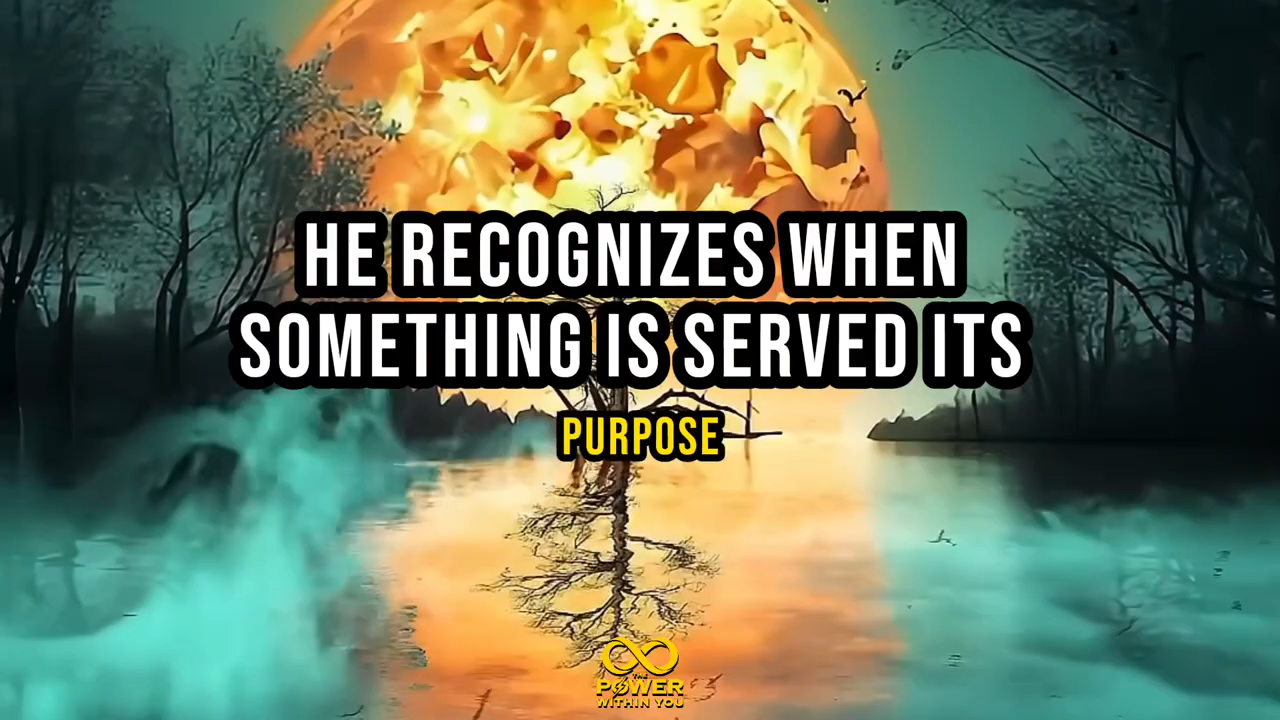 HE RECOGNIZES WHEN
SOMETHING IS SERVED ITS
PURPOSE
THE
POWER
WITHIN YOU